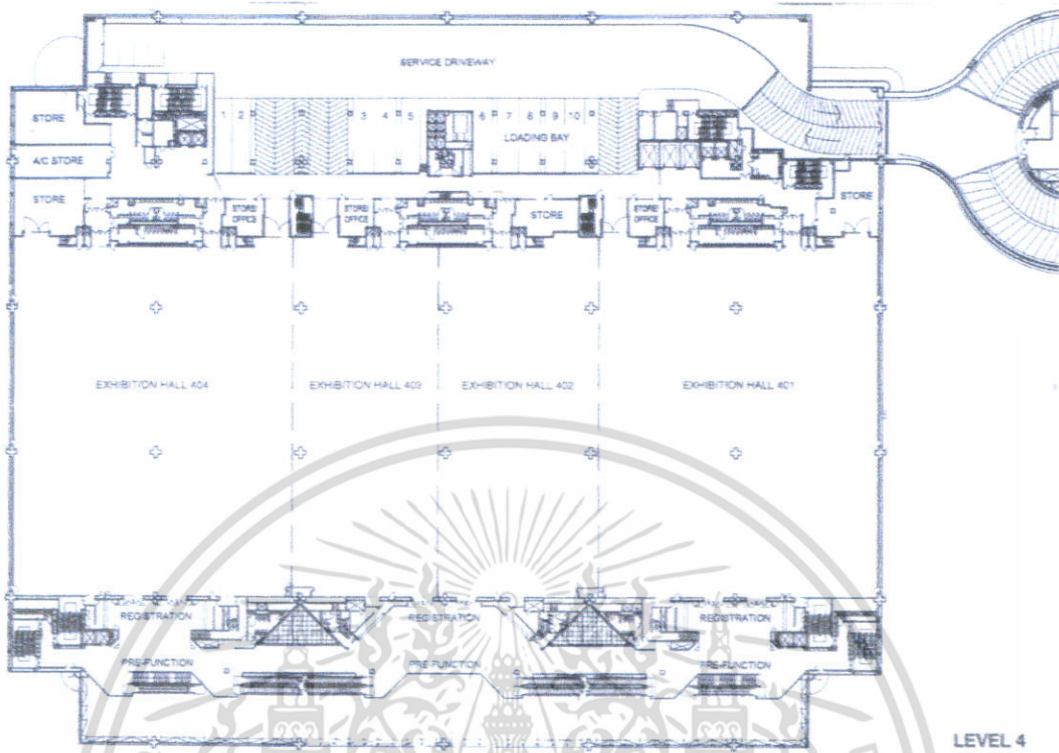 SERVICE DRIVEWAY
STORE
1 2 3 4 5 6 7 8 9 10
LOADING BAY
A/C STORE
STORE
STORE
OFFICE
STORE
OFFICE
STORE
STORE
OFFICE
STORE
EXHIBITION HALL 404
EXHIBITION HALL 403
EXHIBITION HALL 402
EXHIBITION HALL 401
REGISTRATION
REGISTRATION
REGISTRATION
PRE-FUNCTION
PRE-FUNCTION
PRE-FUNCTION
LEVEL 4